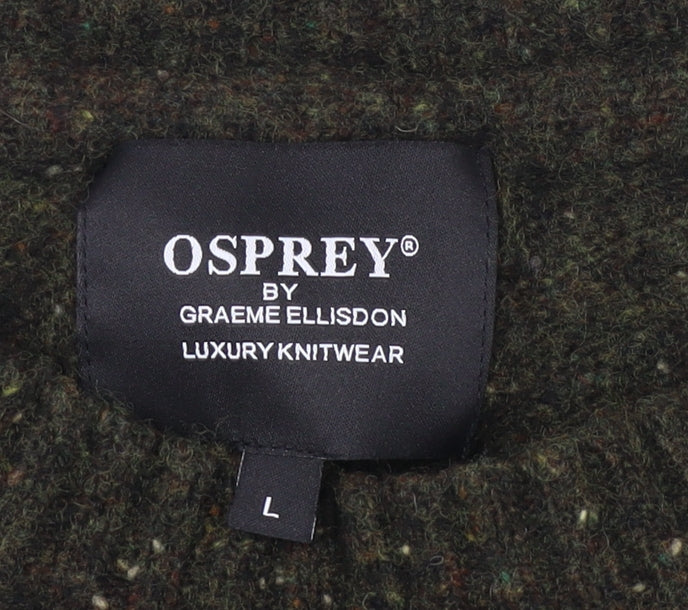 OSPREY®
BY
GRAEME ELLISDON
LUXURY KNITWEAR
L